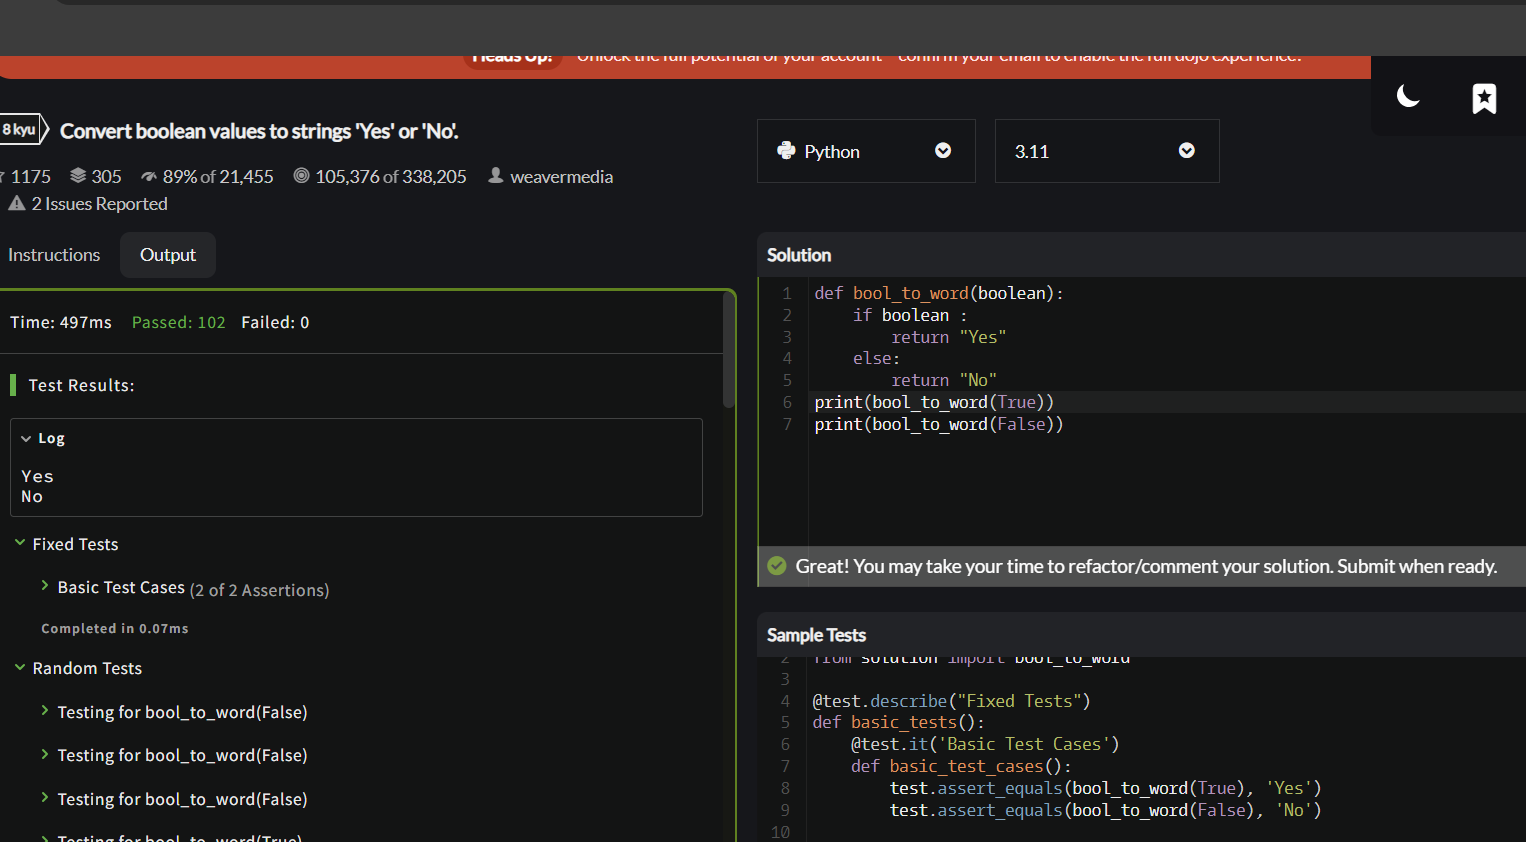 Heads Up! Unlock the full potential of your account - confirm your email to enable the full dojo experience!
8 kyu Convert boolean values to strings 'Yes' or 'No'.
1175 305 89% of 21,455 105,376 of 338,205 weavermedia
2 Issues Reported
Python 3.11
Instructions Output
Time: 497ms Passed: 102 Failed: 0
Test Results:
Log
Yes
No
Fixed Tests
Basic Test Cases (2 of 2 Assertions)
Completed in 0.07ms
Random Tests
Testing for bool_to_word(False)
Testing for bool_to_word(False)
Testing for bool_to_word(False)
Testing for bool_to_word(True)
Solution
1 def bool_to_word(boolean):
2     if boolean :
3         return "Yes"
4     else:
5         return "No"
6 print(bool_to_word(True))
7 print(bool_to_word(False))
Great! You may take your time to refactor/comment your solution. Submit when ready.
Sample Tests
2 from solution import bool_to_word
3
4 @test.describe("Fixed Tests")
5 def basic_tests():
6     @test.it('Basic Test Cases')
7     def basic_test_cases():
8         test.assert_equals(bool_to_word(True), 'Yes')
9         test.assert_equals(bool_to_word(False), 'No')
10